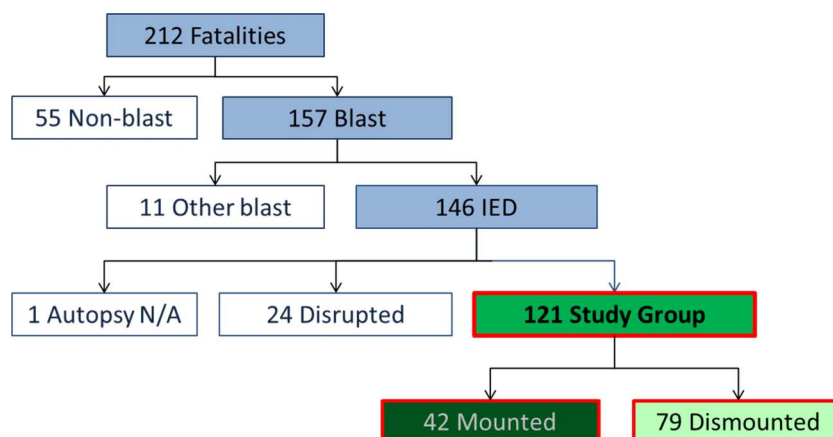 212 Fatalities
55 Non-blast
157 Blast
11 Other blast
146 IED
1 Autopsy N/A
24 Disrupted
121 Study Group
42 Mounted
79 Dismounted